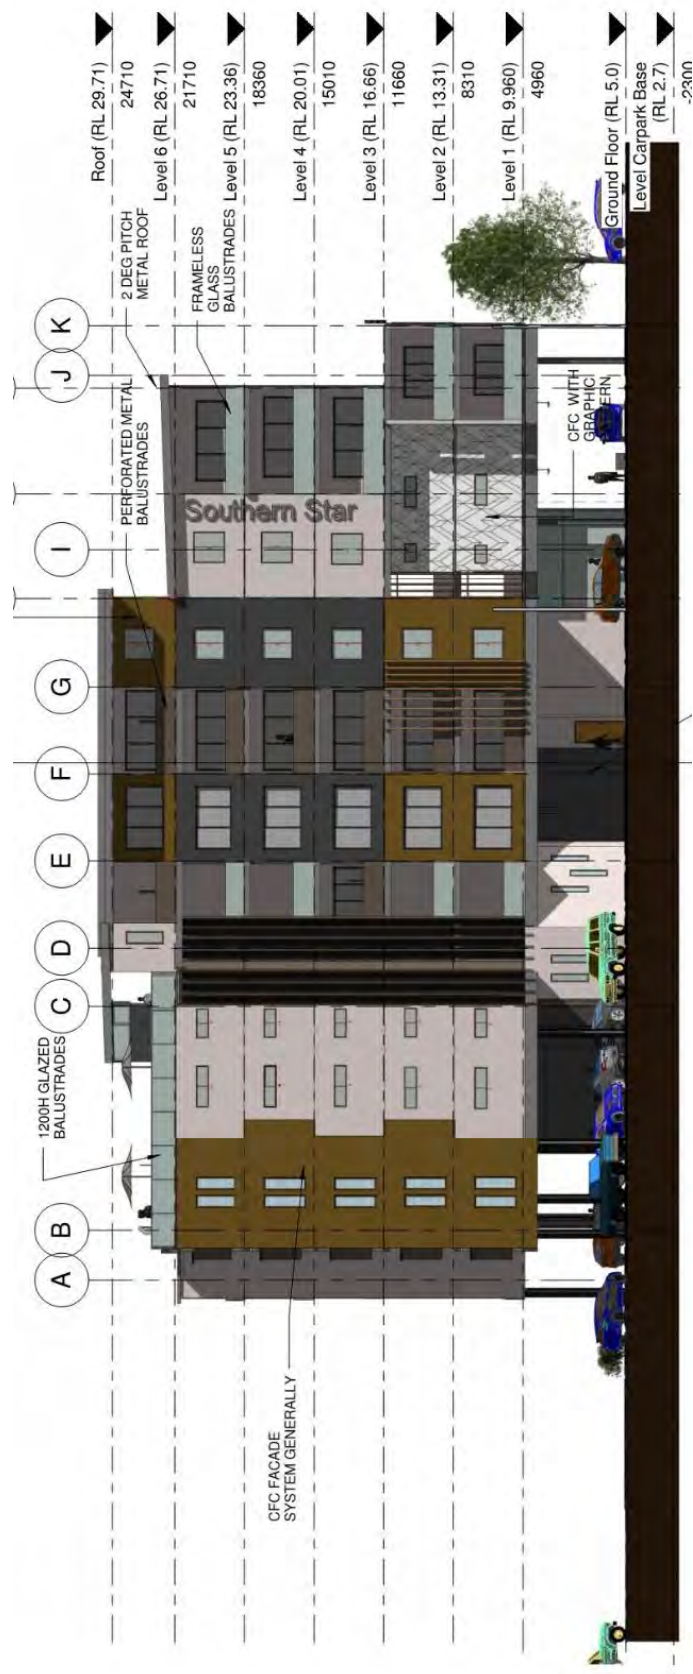 A
B
C
D
E
F
G
I
J
K
1200H GLAZED
BALUSTRADES
PERFORATED METAL
BALUSTRADES
2 DEG PITCH
METAL ROOF
FRAMELESS
GLASS
BALUSTRADES
Southern Star
CFC WITH
GRAPHIC
CFC FACADE
SYSTEM GENERALLY
Roof (RL 29.71)
24710
Level 6 (RL 26.71)
21710
Level 5 (RL 23.36)
18360
Level 4 (RL 20.01)
15010
Level 3 (RL 16.66)
11660
Level 2 (RL 13.31)
8310
Level 1 (RL 9.960)
4960
Ground Floor (RL 5.0)
Level Carpark Base
(RL 2.7)
-2300